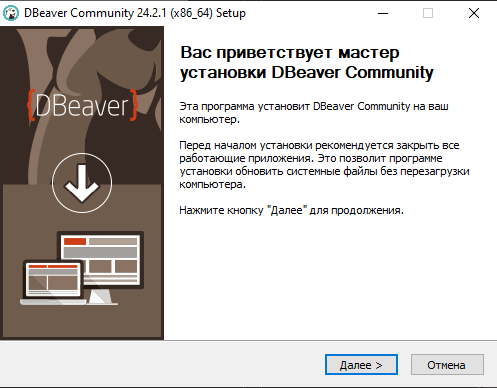 DBeaver Community 24.2.1 (x86_64) Setup
{DBeaver}
Вас приветствует мастер
установки DBeaver Community
Эта программа установит DBeaver Community на ваш
компьютер.
Перед началом установки рекомендуется закрыть все
работающие приложения. Это позволит программе
установки обновить системные файлы без перезагрузки
компьютера.
Нажмите кнопку "Далее" для продолжения.
Далее >
Отмена